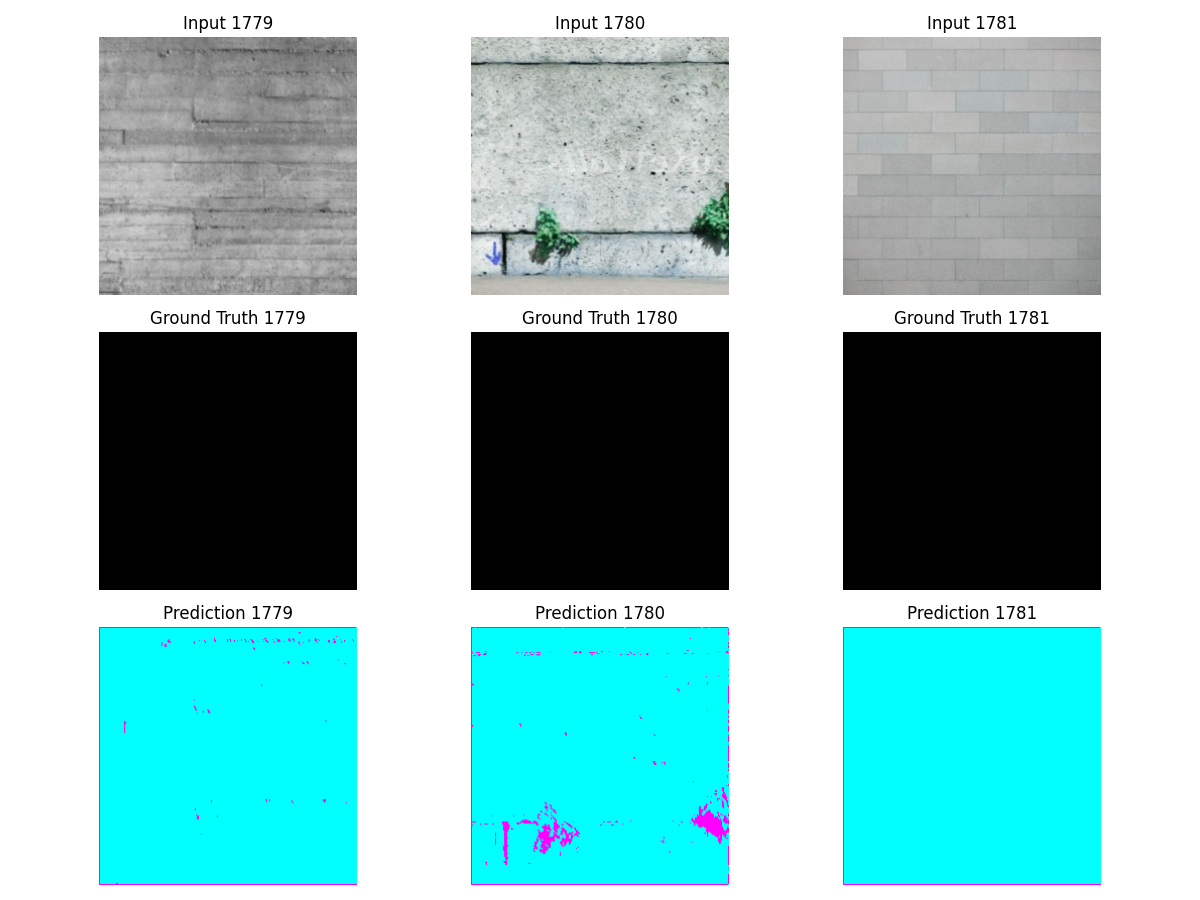 Input 1779
Input 1780
Input 1781
Ground Truth 1779
Ground Truth 1780
Ground Truth 1781
Prediction 1779
Prediction 1780
Prediction 1781